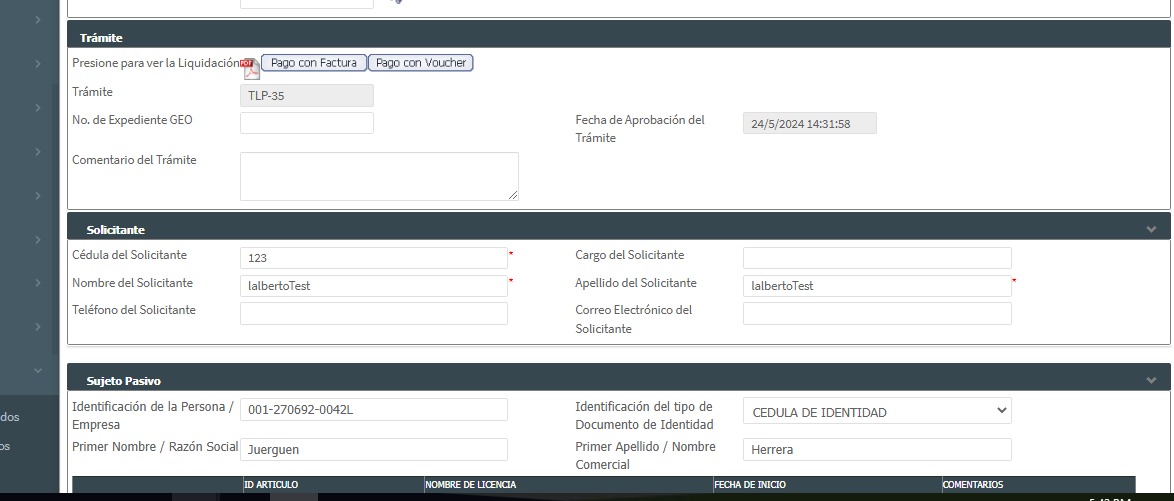 Trámite
Presione para ver la Liquidación PDF Pago con Factura Pago con Voucher
Trámite TLP-35
No. de Expediente GEO Fecha de Aprobación del Trámite 24/5/2024 14:31:58
Comentario del Trámite
Solicitante
Cédula del Solicitante 123 * Cargo del Solicitante
Nombre del Solicitante lalbertoTest * Apellido del Solicitante lalbertoTest *
Teléfono del Solicitante Correo Electrónico del Solicitante
Sujeto Pasivo
Identificación de la Persona / Empresa 001-270692-0042L Identificación del tipo de Documento de Identidad CEDULA DE IDENTIDAD
dos
Primer Nombre / Razón Social Juerguen Primer Apellido / Nombre Comercial Herrera
os
ID ARTICULO NOMBRE DE LICENCIA FECHA DE INICIO COMENTARIOS